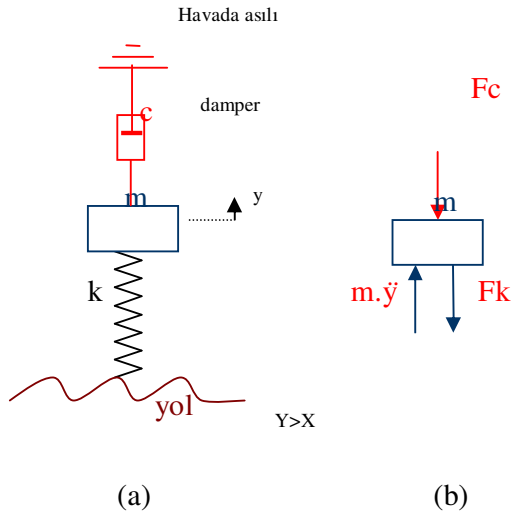 Havada asılı
c
damper
m
y
k
yol
Y>X
(a)
Fc
m
m.ÿ
Fk
(b)